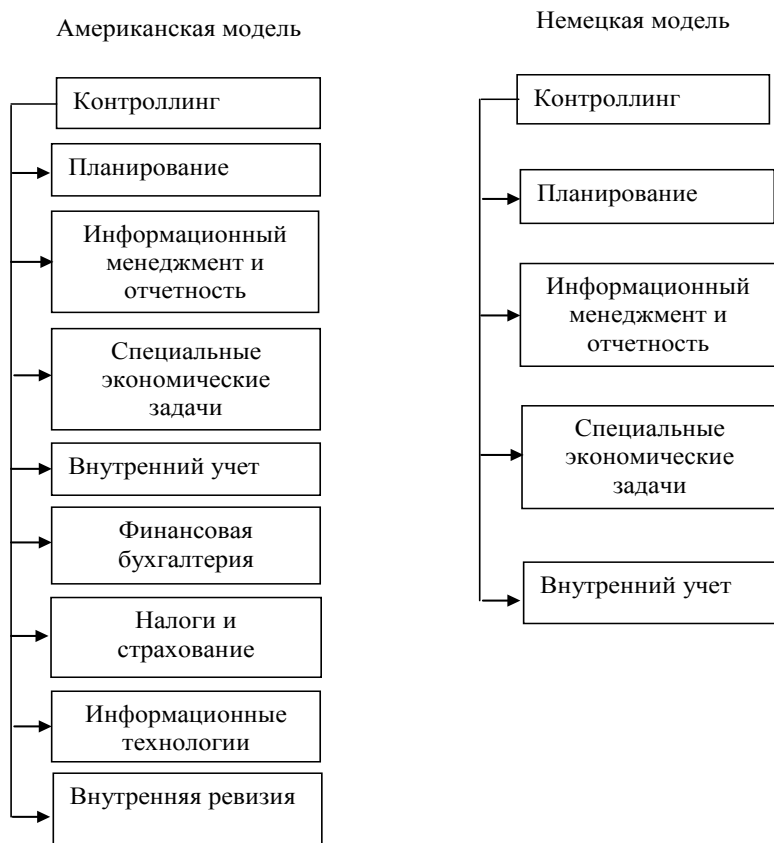 Американская модель
Контроллинг
Планирование
Информационный
менеджмент и
отчетность
Специальные
экономические
задачи
Внутренний учет
Финансовая
бухгалтерия
Налоги и
страхование
Информационные
технологии
Внутренняя ревизия
Немецкая модель
Контроллинг
Планирование
Информационный
менеджмент и
отчетность
Специальные
экономические
задачи
Внутренний учет